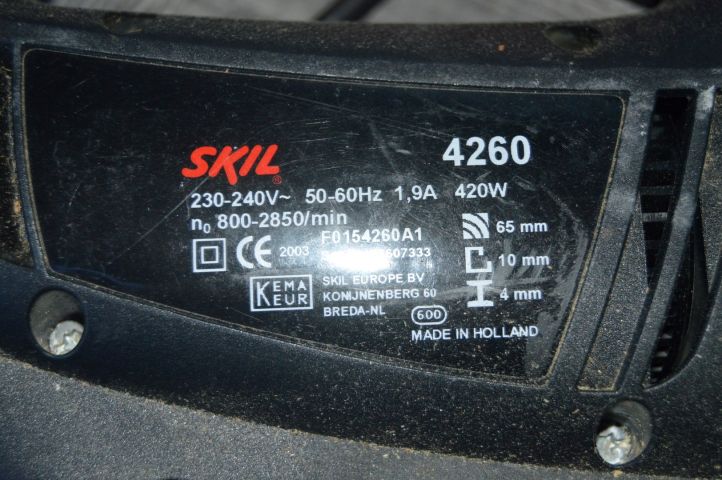 SKIL®
4260
230-240V~ 50-60Hz 1,9A 420W
n₀ 800-2850/min
F0154260A1
65 mm
CE 2003
10 mm
KEMA KEUR
SKIL EUROPE BV
4 mm
KONIJNENBERG 60
BREDA-NL
600
MADE IN HOLLAND